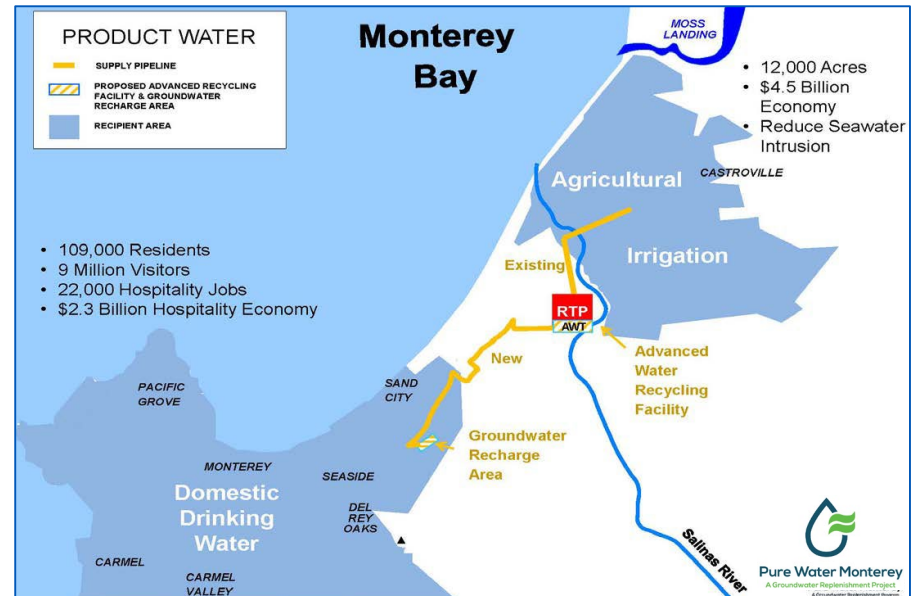 PRODUCT WATER
SUPPLY PIPELINE
PROPOSED ADVANCED RECYCLING
FACILITY & GROUNDWATER
RECHARGE AREA
RECIPIENT AREA
Monterey
Bay
MOSS
LANDING
• 12,000 Acres
• $4.5 Billion
Economy
• Reduce Seawater
Intrusion
CASTROVILLE
Agricultural
Irrigation
• 109,000 Residents
• 9 Million Visitors
• 22,000 Hospitality Jobs
• $2.3 Billion Hospitality Economy
Existing
RTP
AWT
New
Advanced
Water
Recycling
Facility
PACIFIC
GROVE
SAND
CITY
Groundwater
Recharge
Area
MONTEREY
SEASIDE
Domestic
Drinking
Water
DEL
REY
OAKS
CARMEL
CARMEL
VALLEY
Salinas River
Pure Water Monterey
A Groundwater Replenishment Project
A Groundwater Replenishment Program